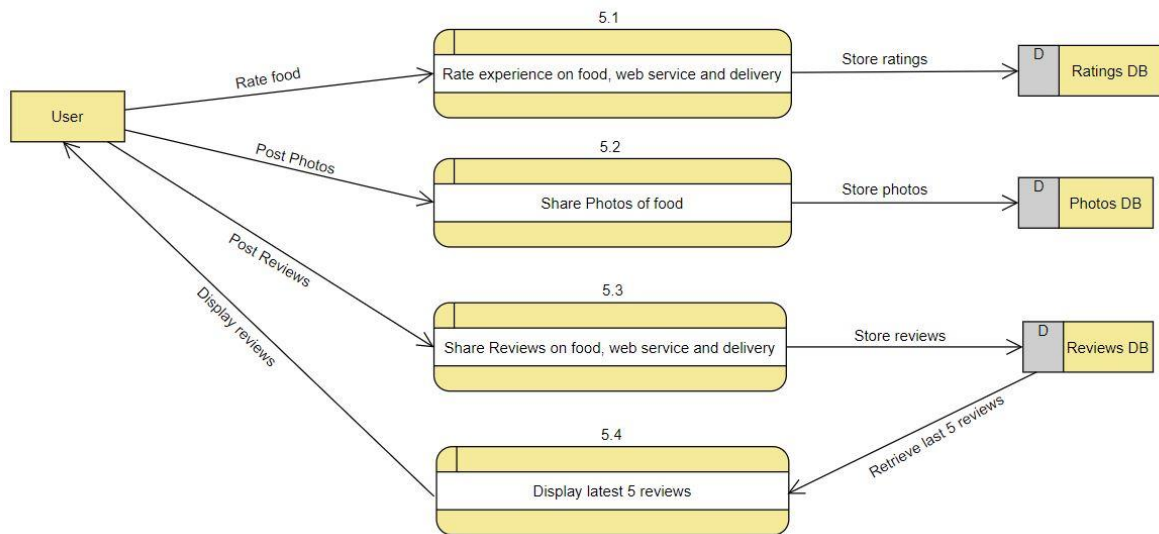 5.1
Rate food
Rate experience on food, web service and delivery
Store ratings
D
Ratings DB
User
5.2
Post Photos
Share Photos of food
Store photos
D
Photos DB
Post Reviews
5.3
Display reviews
Share Reviews on food, web service and delivery
Store reviews
D
Reviews DB
5.4
Retrieve last 5 reviews
Display latest 5 reviews